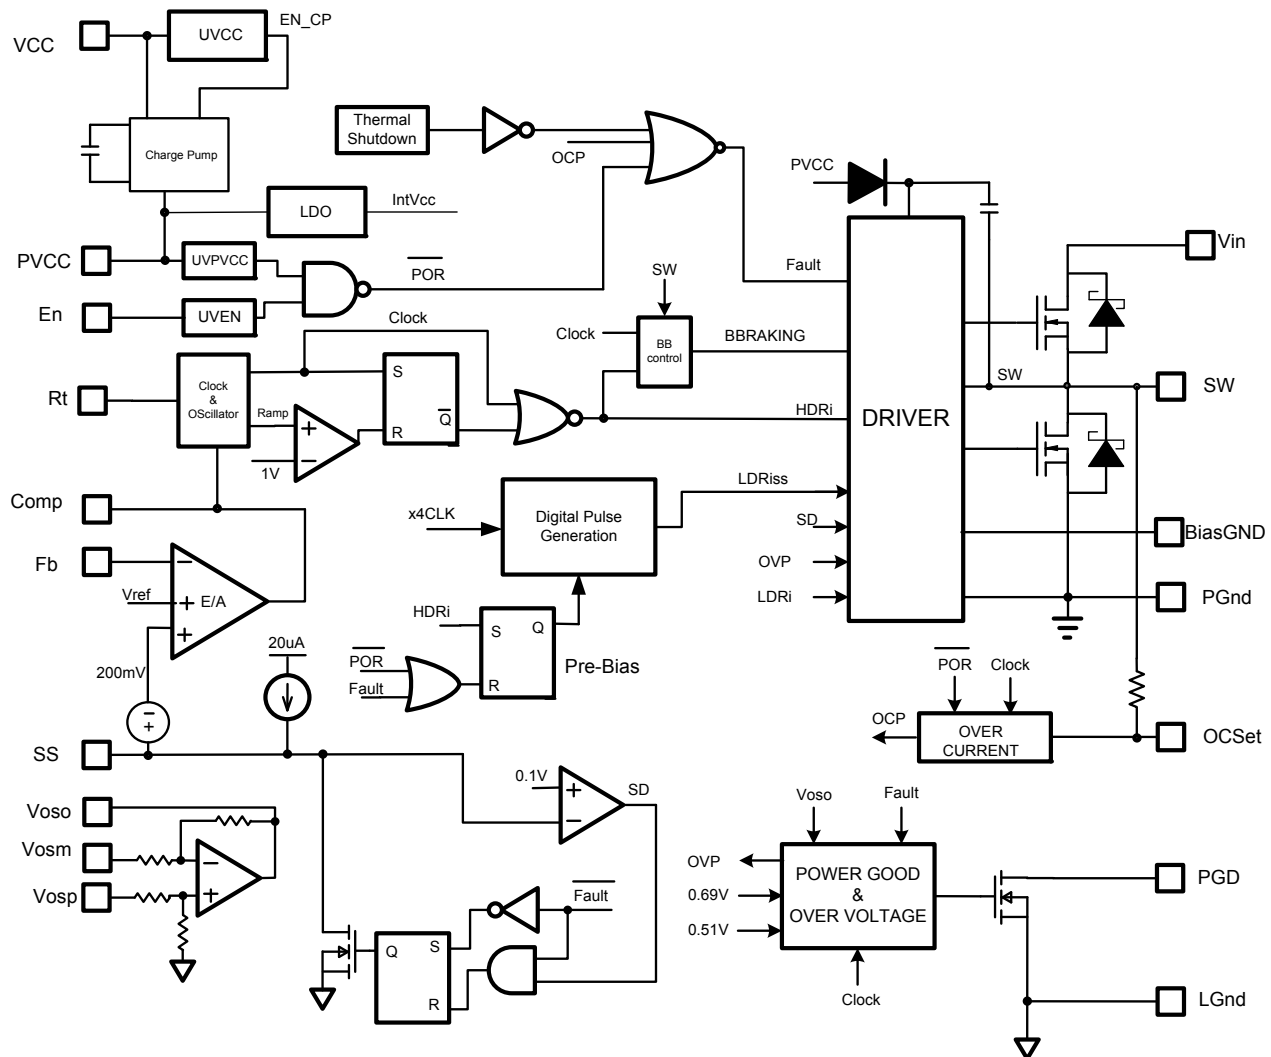 VCC
UVCC
EN_CP
Charge Pump
Thermal
Shutdown
OCP
PVCC
LDO
IntVcc
PVCC
UVPVCC
POR
En
UVEN
Fault
Vin
SW
Clock
Clock
BB
control
BBRAKING
Rt
Clock
&
OScillator
Ramp
1V
S
R
Q
HDRi
DRIVER
SW
SW
Comp
Fb
Vref
E/A
200mV
x4CLK
Digital Pulse
Generation
LDRiss
SD
OVP
LDRi
BiasGND
PGnd
HDRi
POR
Fault
S
R
Q
Pre-Bias
20uA
POR
Clock
OCP
OVER
CURRENT
OCSet
SS
0.1V
SD
Voso
Vosm
Vosp
Fault
Q
S
R
Voso
Fault
OVP
0.69V
0.51V
POWER GOOD
&
OVER VOLTAGE
Clock
PGD
LGnd